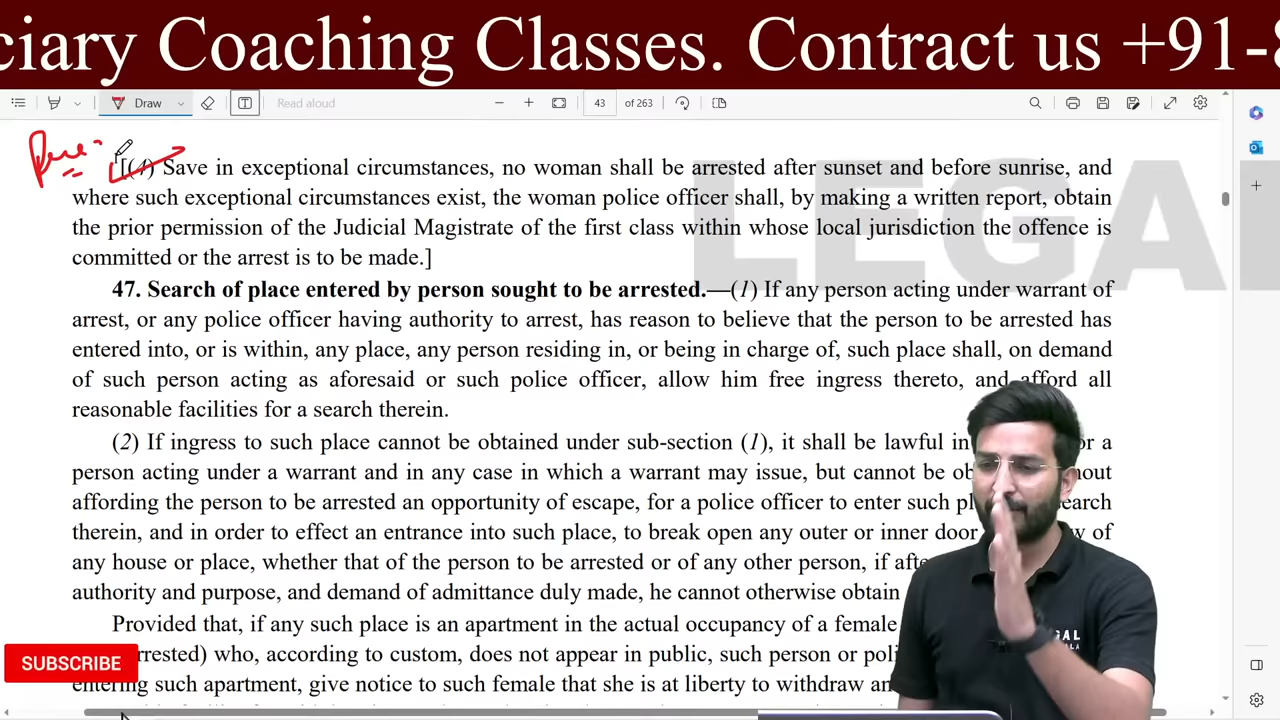 ciary Coaching Classes. Contract us +91-8
Draw
Read aloud
43 of 263
Pre:-
[(4) Save in exceptional circumstances, no woman shall be arrested after sunset and before sunrise, and
where such exceptional circumstances exist, the woman police officer shall, by making a written report, obtain
the prior permission of the Judicial Magistrate of the first class within whose local jurisdiction the offence is
committed or the arrest is to be made.]
LEGAL
47. Search of place entered by person sought to be arrested.—(1) If any person acting under warrant of
arrest, or any police officer having authority to arrest, has reason to believe that the person to be arrested has
entered into, or is within, any place, any person residing in, or being in charge of, such place shall, on demand
of such person acting as aforesaid or such police officer, allow him free ingress thereto, and afford all
reasonable facilities for a search therein.
(2) If ingress to such place cannot be obtained under sub-section (1), it shall be lawful in or a
person acting under a warrant and in any case in which a warrant may issue, but cannot be ob hout
affording the person to be arrested an opportunity of escape, for a police officer to enter such pl earch
therein, and in order to effect an entrance into such place, to break open any outer or inner door w of
any house or place, whether that of the person to be arrested or of any other person, if afte
authority and purpose, and demand of admittance duly made, he cannot otherwise obtain
Provided that, if any such place is an apartment in the actual occupancy of a female
rrested) who, according to custom, does not appear in public, such person or poli
entering such apartment, give notice to such female that she is at liberty to withdraw an
SUBSCRIBE
GAL